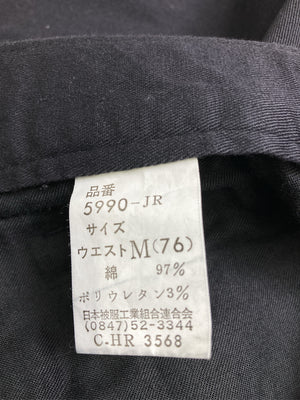 品番
5990-JR
サイズ
ウエストM(76)
綿 97%
ポリウレタン3%
日本被服工業組合連合会
(0847)52-3344
C-HR 3568